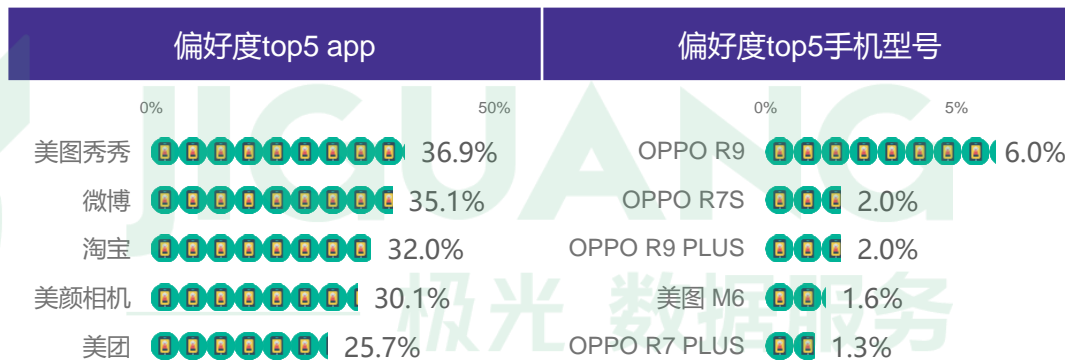 偏好度top5 app
偏好度top5手机型号
0% 50%
美图秀秀 36.9%
微博 35.1%
淘宝 32.0%
美颜相机 30.1%
美团 25.7%
0% 5%
OPPO R9 6.0%
OPPO R7S 2.0%
OPPO R9 PLUS 2.0%
美图 M6 1.6%
OPPO R7 PLUS 1.3%
JIGUANG
极光 数据服务